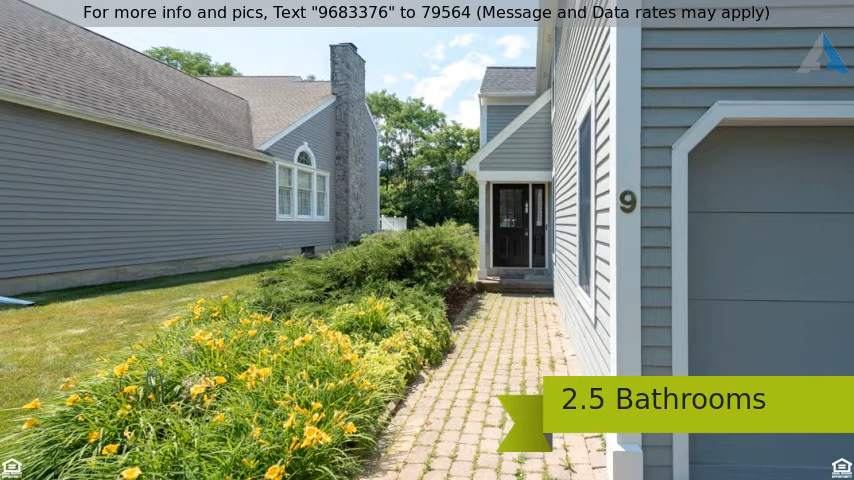 For more info and pics, Text "9683376" to 79564 (Message and Data rates may apply)
9
2.5 Bathrooms